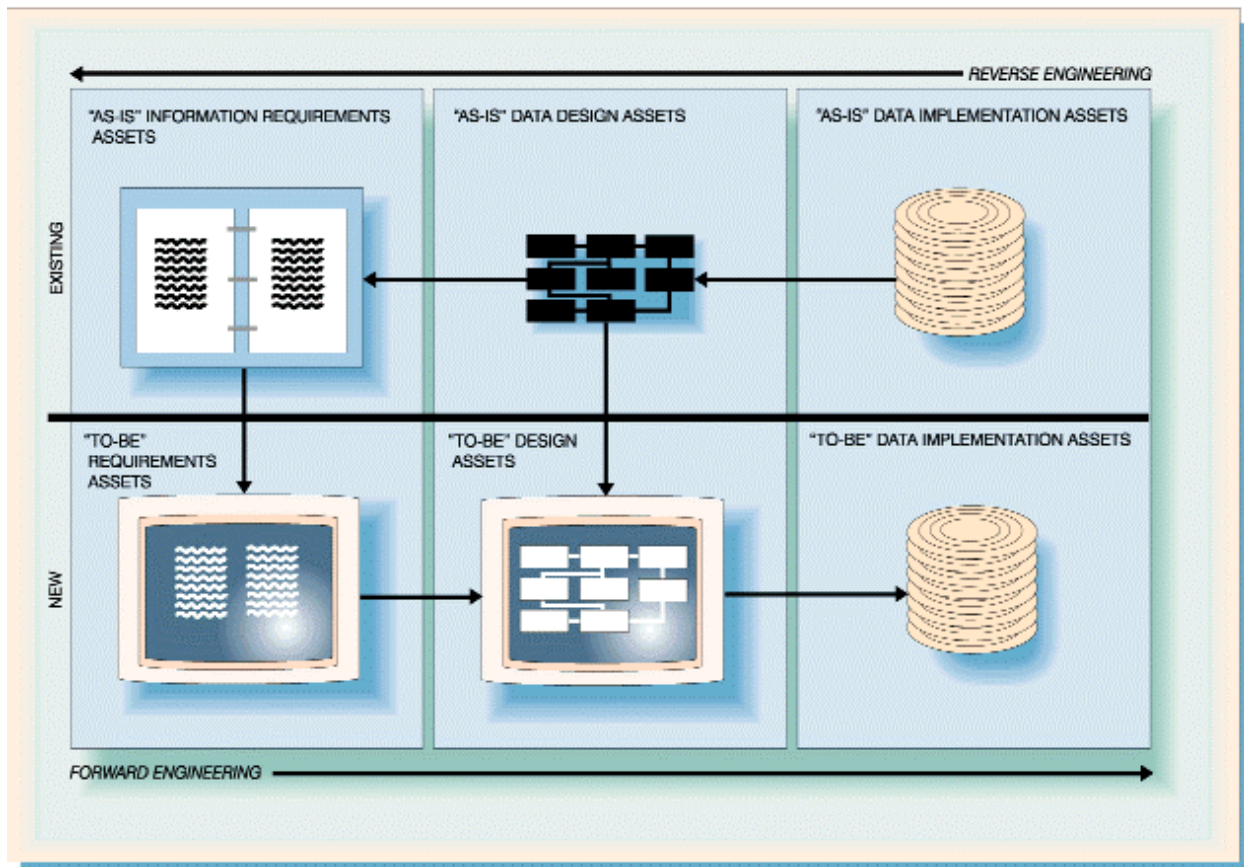 REVERSE ENGINEERING
"AS-IS" INFORMATION REQUIREMENTS
ASSETS
"AS-IS" DATA DESIGN ASSETS
"AS-IS" DATA IMPLEMENTATION ASSETS
EXISTING
"TO-BE"
REQUIREMENTS
ASSETS
"TO-BE" DESIGN
ASSETS
"TO-BE" DATA IMPLEMENTATION ASSETS
NEW
FORWARD ENGINEERING